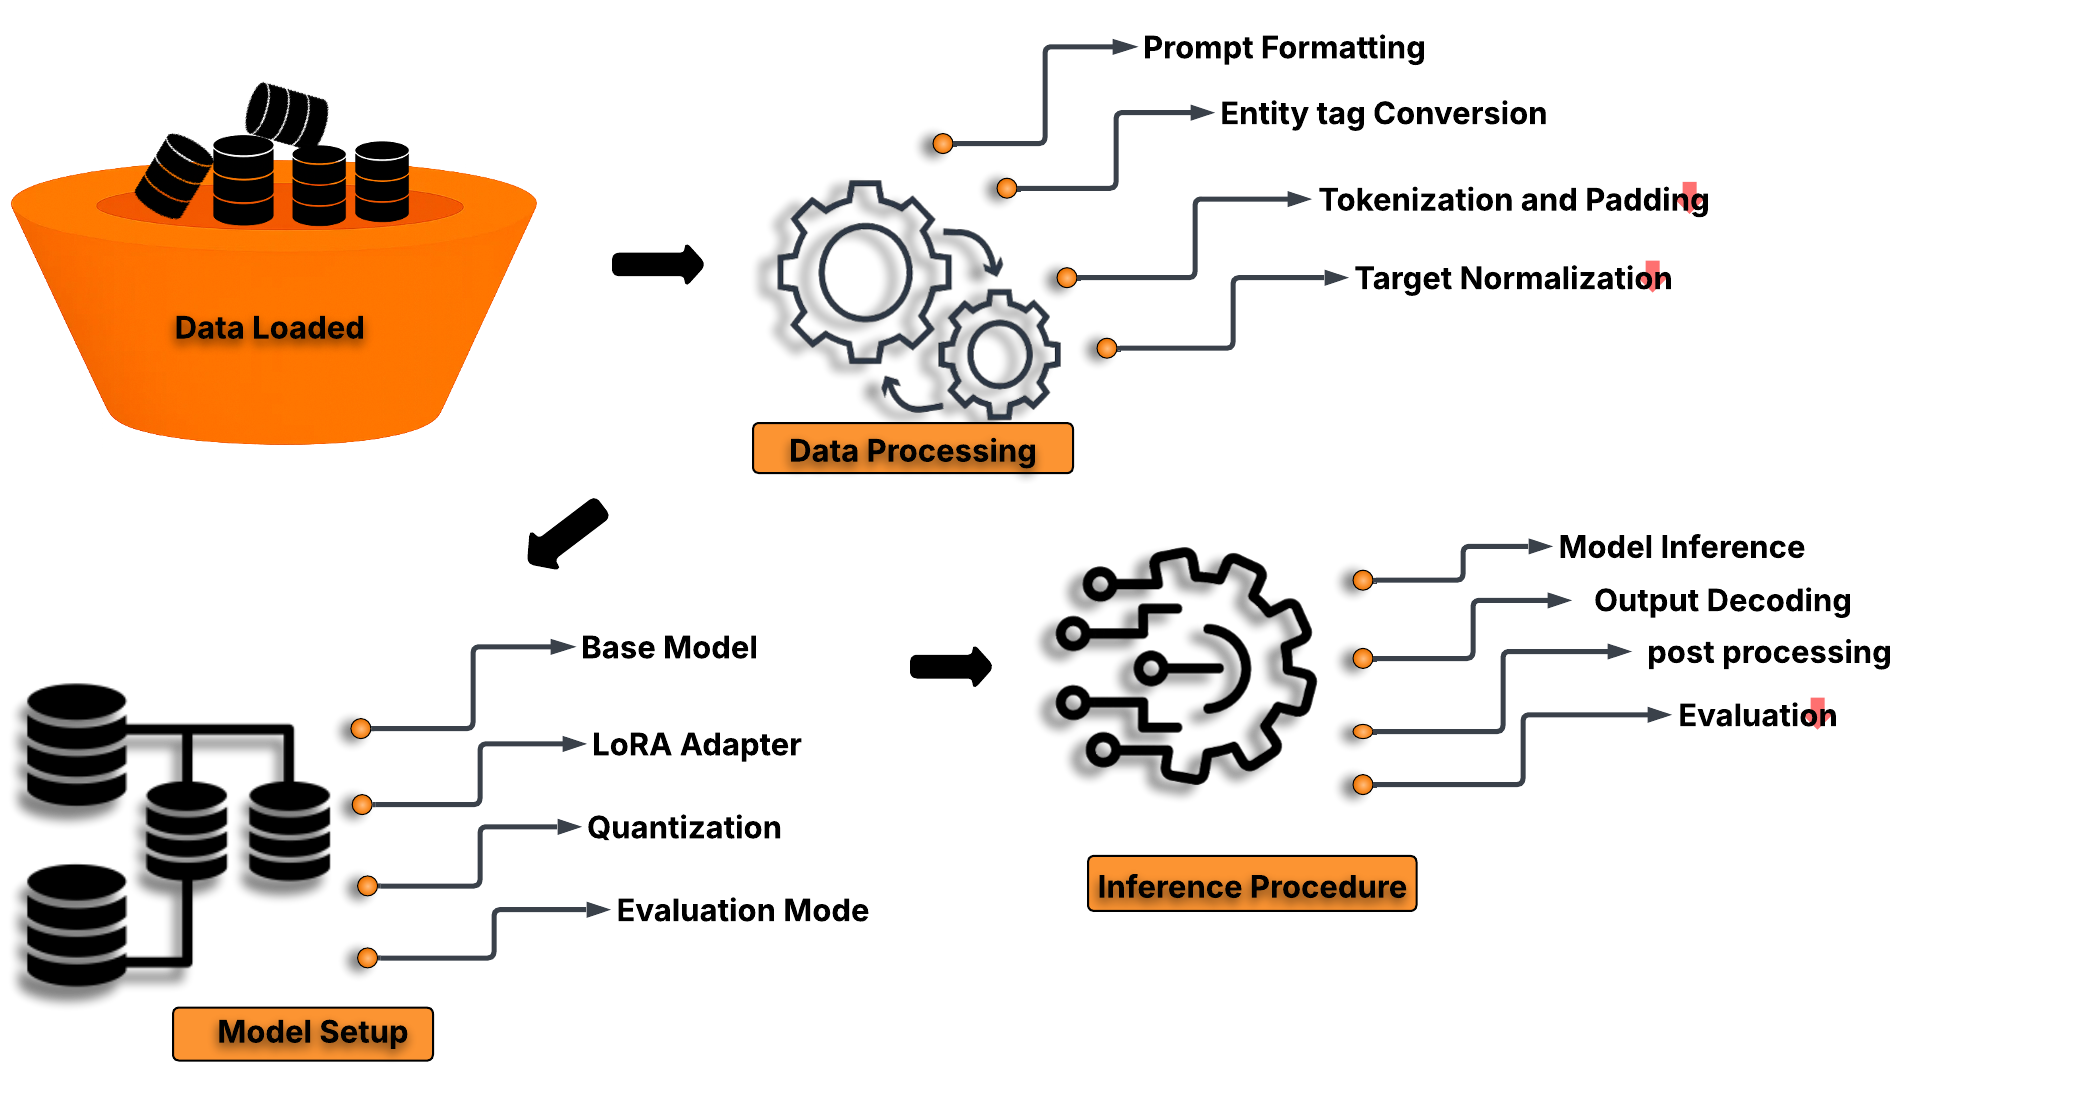 Data Loaded
Prompt Formatting
Entity tag Conversion
Tokenization and Padding
Target Normalization
Data Processing
Base Model
LoRA Adapter
Quantization
Evaluation Mode
Model Setup
Model Inference
Output Decoding
post processing
Evaluation
Inference Procedure